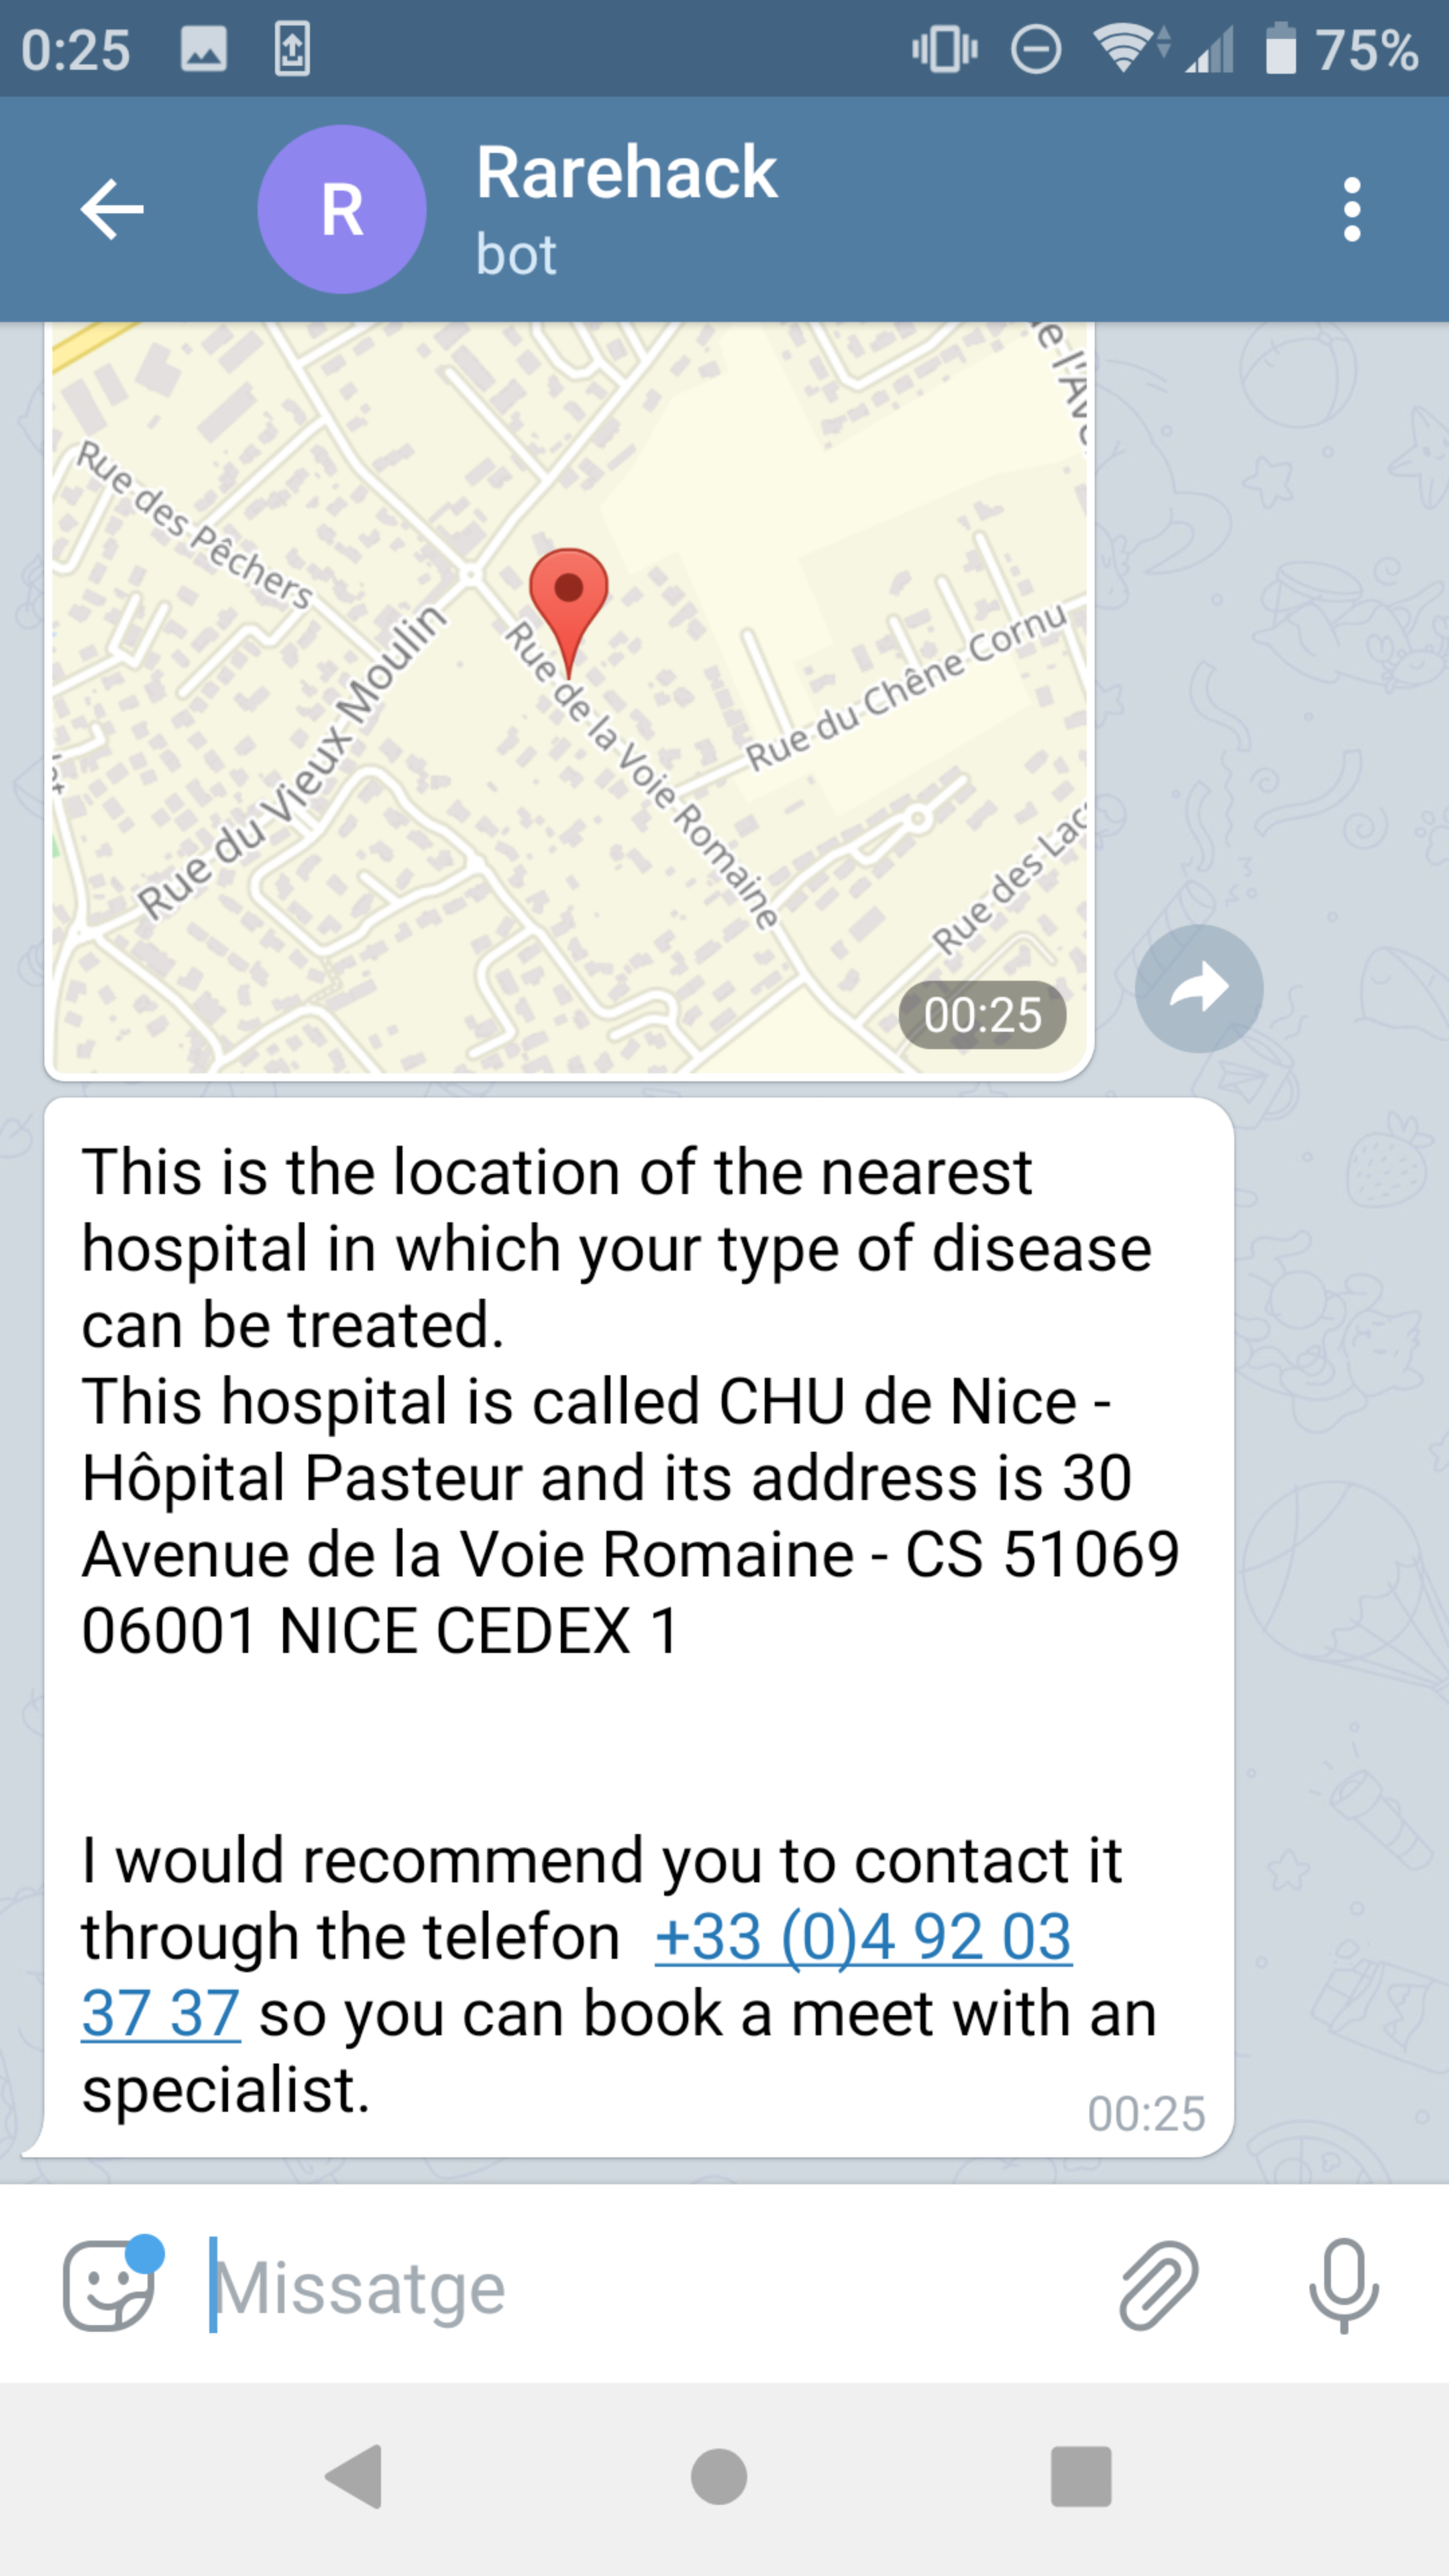 0:25
75%
R
Rarehack
bot
Rue des Pêchers
Rue du Vieux Moulin
Rue de la Voie Romaine
Rue du Chêne Cornu
00:25
This is the location of the nearest
hospital in which your type of disease
can be treated.
This hospital is called CHU de Nice -
Hôpital Pasteur and its address is 30
Avenue de la Voie Romaine - CS 51069
06001 NICE CEDEX 1
I would recommend you to contact it
through the telefon  +33 (0)4 92 03
37 37 so you can book a meet with an
specialist.
00:25
Missatge